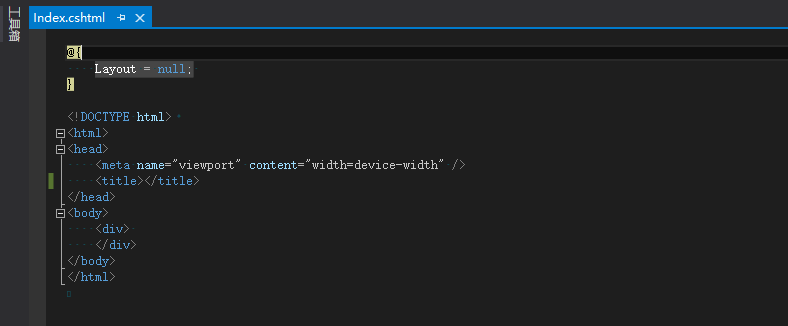 工具箱
Index.cshtml
@{
Layout = null;
}
<!DOCTYPE html>
<html>
<head>
<meta name="viewport" content="width=device-width" />
<title></title>
</head>
<body>
<div>
</div>
</body>
</html>